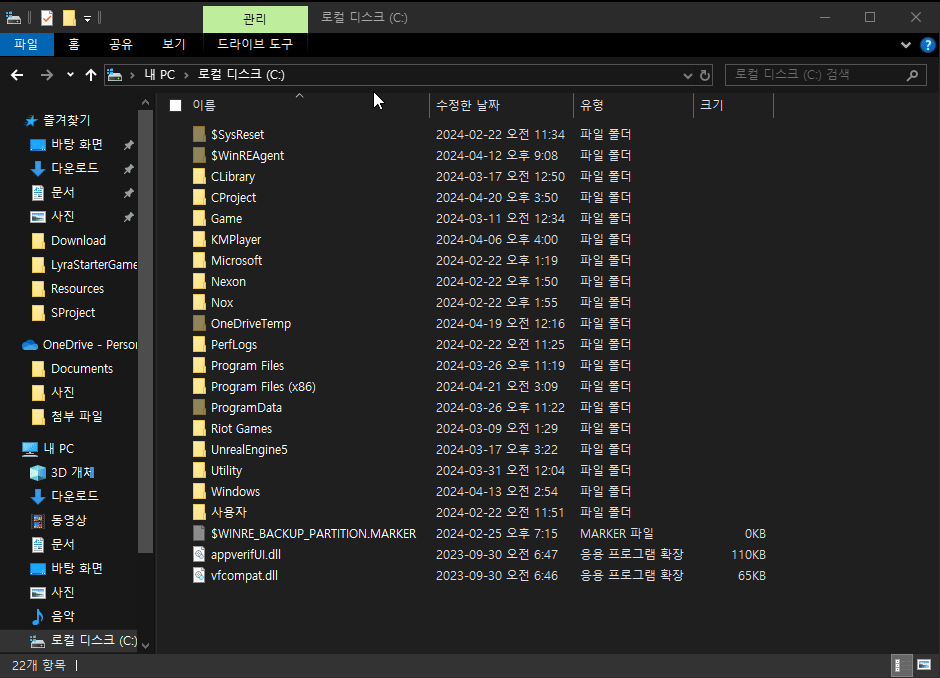 관리 로컬 디스크 (C:)
파일 홈 공유 보기 드라이브 도구
내 PC 로컬 디스크 (C:) 로컬 디스크 (C:) 검색
즐겨찾기
바탕 화면
다운로드
문서
사진
Download
LyraStarterGame
Resources
SProject
OneDrive - Person
Documents
사진
첨부 파일
내 PC
3D 개체
다운로드
동영상
문서
바탕 화면
사진
음악
로컬 디스크 (C:)
이름 수정한 날짜 유형 크기
$SysReset 2024-02-22 오전 11:34 파일 폴더
$WinREAgent 2024-04-12 오후 9:08 파일 폴더
CLibrary 2024-03-17 오전 12:50 파일 폴더
CProject 2024-04-20 오후 3:50 파일 폴더
Game 2024-03-11 오전 12:34 파일 폴더
KMPlayer 2024-04-06 오후 4:00 파일 폴더
Microsoft 2024-02-22 오후 1:19 파일 폴더
Nexon 2024-02-22 오후 1:50 파일 폴더
Nox 2024-02-22 오후 1:55 파일 폴더
OneDriveTemp 2024-04-19 오전 12:16 파일 폴더
PerfLogs 2024-02-22 오전 11:25 파일 폴더
Program Files 2024-03-26 오후 11:19 파일 폴더
Program Files (x86) 2024-04-21 오전 3:09 파일 폴더
ProgramData 2024-03-26 오후 11:22 파일 폴더
Riot Games 2024-03-09 오전 1:29 파일 폴더
UnrealEngine5 2024-03-17 오후 3:22 파일 폴더
Utility 2024-03-31 오전 12:04 파일 폴더
Windows 2024-04-13 오전 2:54 파일 폴더
사용자 2024-02-22 오전 11:51 파일 폴더
$WINRE_BACKUP_PARTITION.MARKER 2024-02-25 오후 7:15 MARKER 파일 0KB
appverifUI.dll 2023-09-30 오전 6:47 응용 프로그램 확장 110KB
vfcompat.dll 2023-09-30 오전 6:46 응용 프로그램 확장 65KB
22개 항목